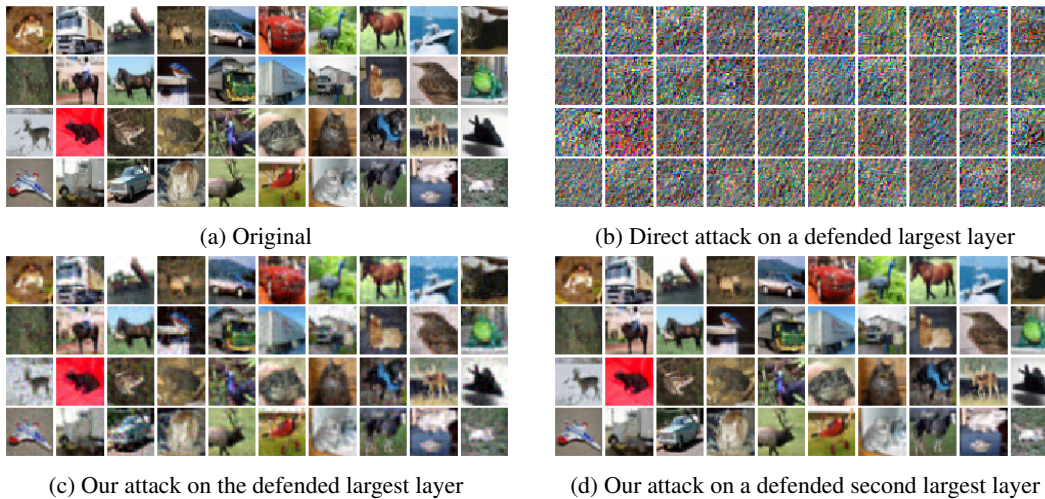 (a) Original
(b) Direct attack on a defended largest layer
(c) Our attack on the defended largest layer
(d) Our attack on a defended second largest layer